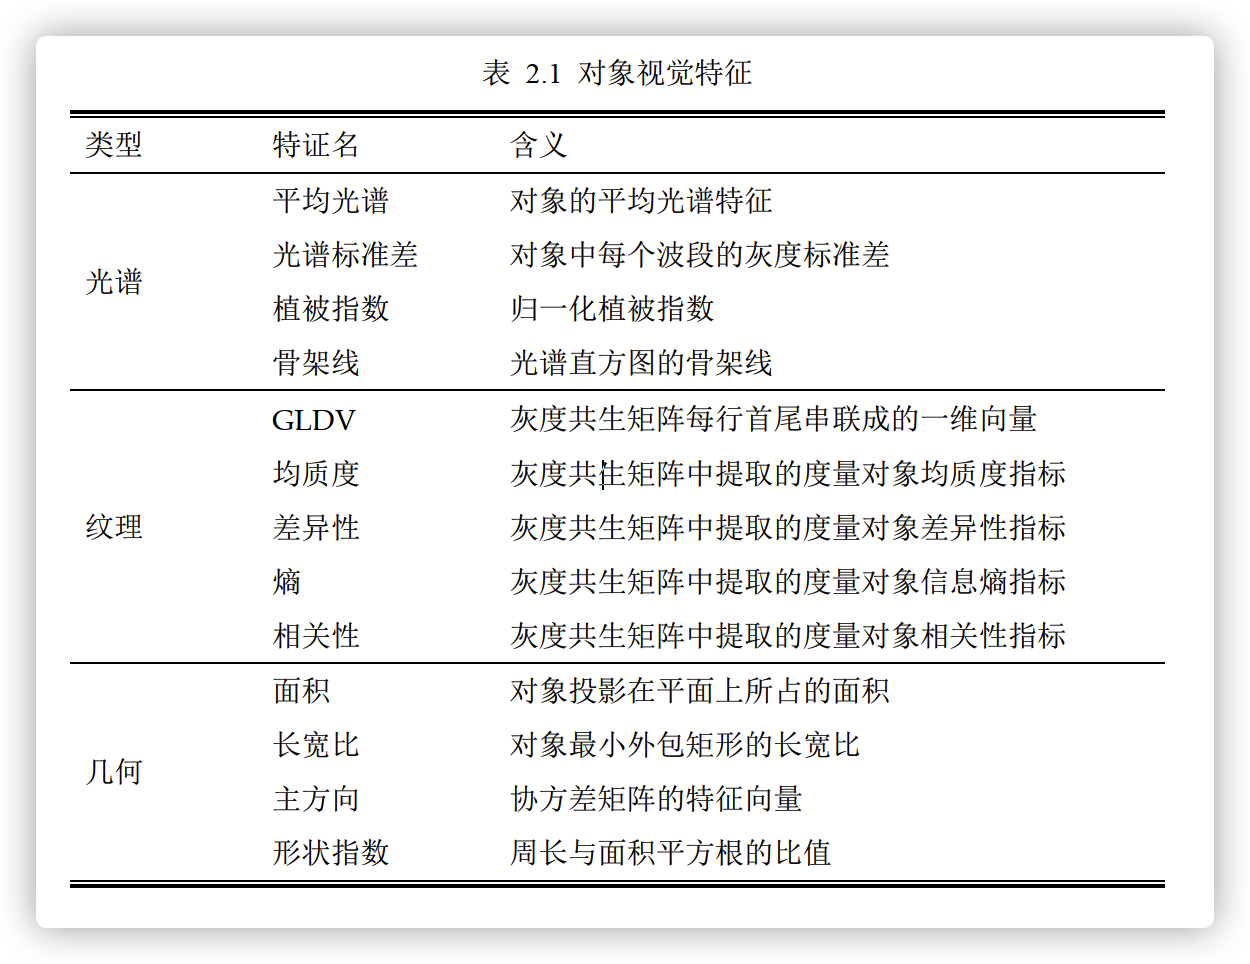 表 2.1 对象视觉特征
类型 特证名 含义
平均光谱 对象的平均光谱特征
光谱标准差 对象中每个波段的灰度标准差
光谱
植被指数 归一化植被指数
骨架线 光谱直方图的骨架线
GLDV 灰度共生矩阵每行首尾串联成的一维向量
均质度 灰度共生矩阵中提取的度量对象均质度指标
纹理 差异性 灰度共生矩阵中提取的度量对象差异性指标
熵 灰度共生矩阵中提取的度量对象信息熵指标
相关性 灰度共生矩阵中提取的度量对象相关性指标
面积 对象投影在平面上所占的面积
长宽比 对象最小外包矩形的长宽比
几何
主方向 协方差矩阵的特征向量
形状指数 周长与面积平方根的比值